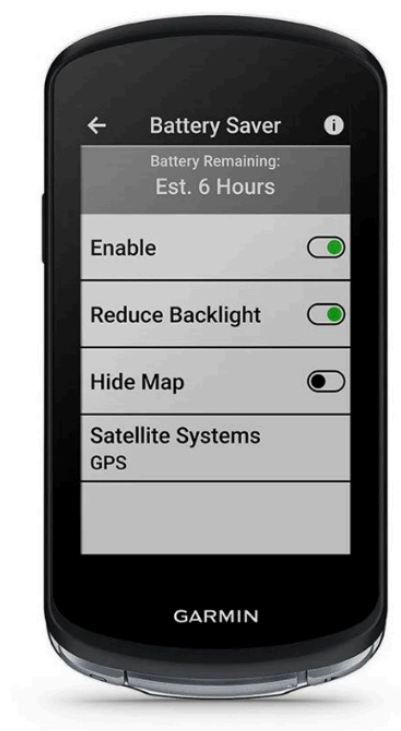 Battery Saver
Battery Remaining:
Est. 6 Hours
Enable
Reduce Backlight
Hide Map
Satellite Systems
GPS
GARMIN